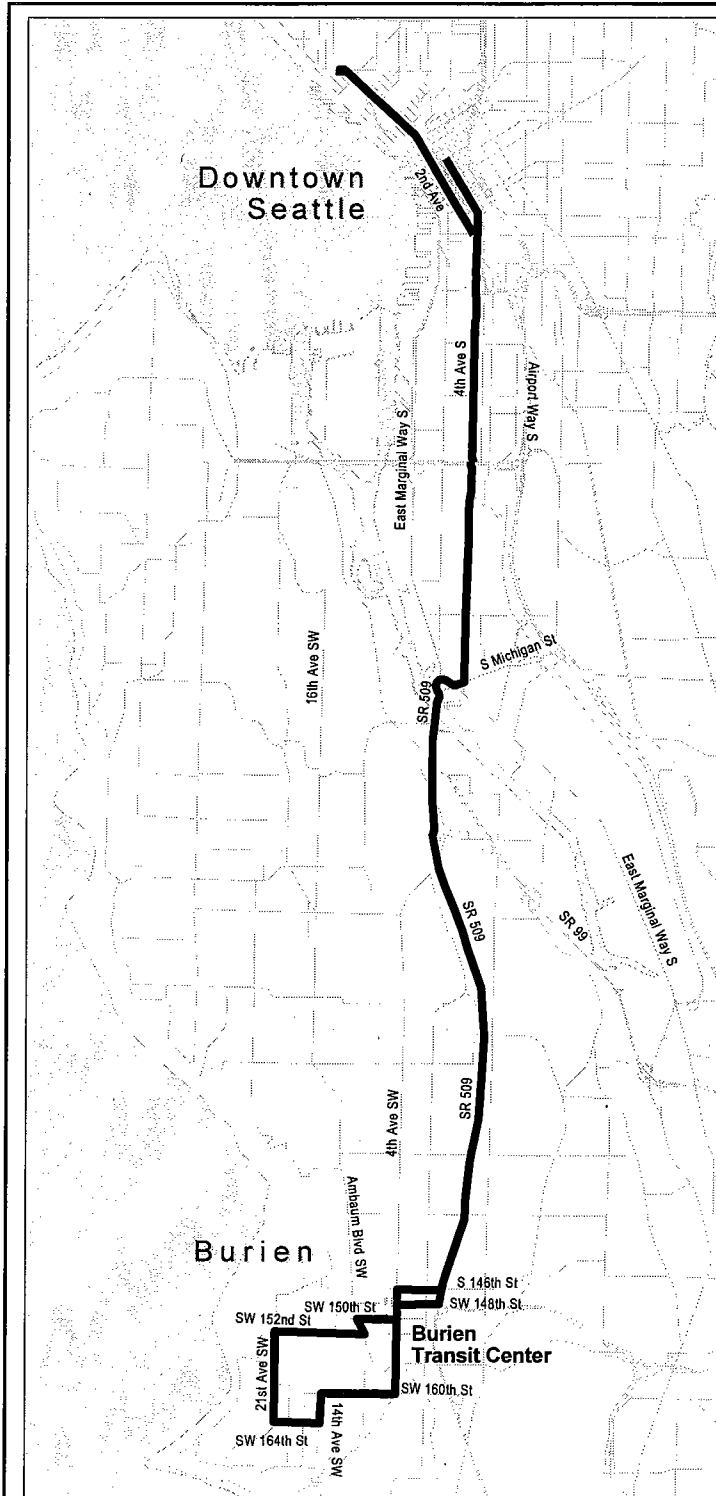 Downtown
Seattle
2nd Ave
4th Ave S
Airport Way S
East Marginal Way S
16th Ave SW
S Michigan St
SR 509
East Marginal Way S
SR 509
SR 99
SR 509
4th Ave SW
Ambaum Blvd SW
Burien
S 146th St
SW 150th St
SW 148th St
SW 152nd St
Burien
Transit Center
21st Ave SW
SW 160th St
14th Ave SW
SW 164th St